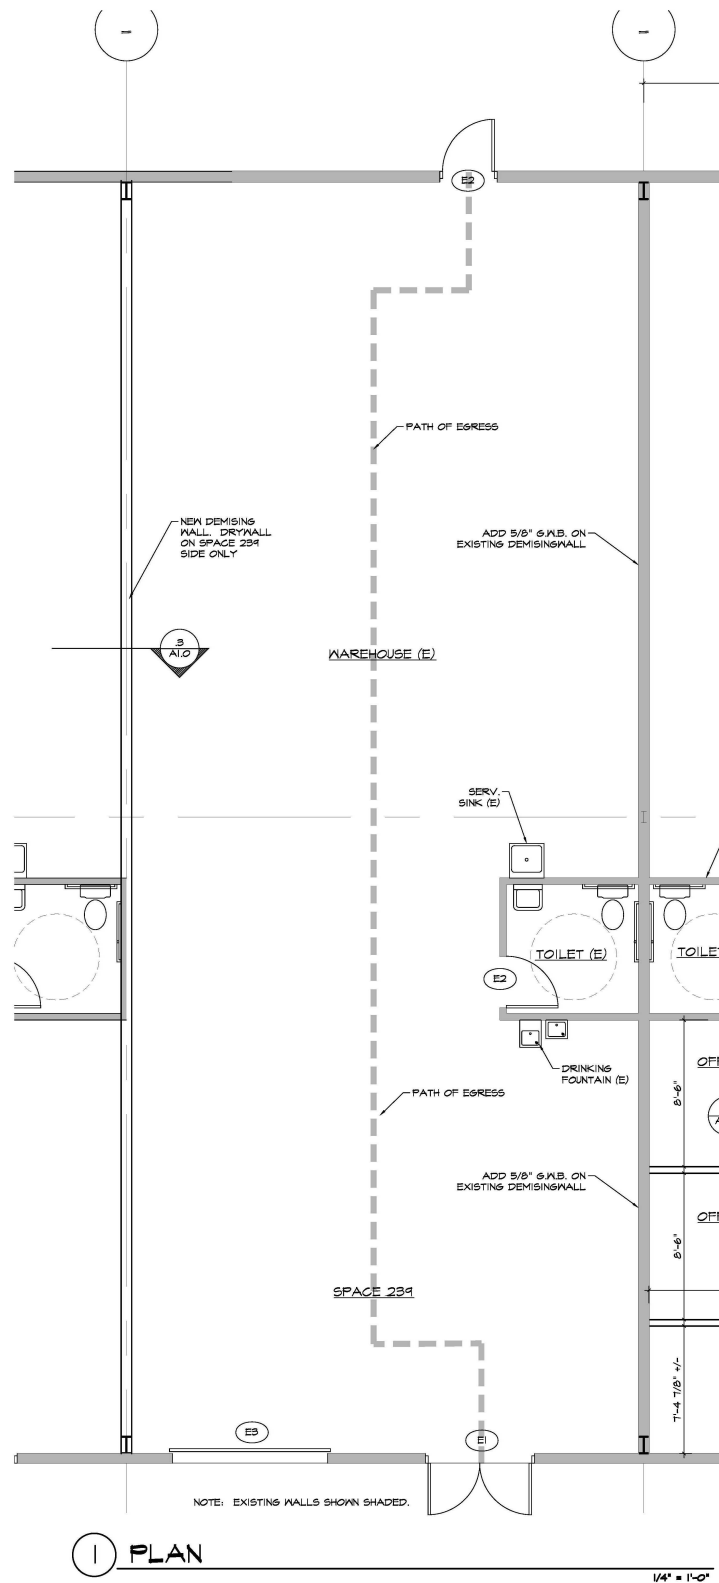 I
I
E2
PATH OF EGRESS
NEW DEMISING
WALL. DRYWALL
ON SPACE 239
SIDE ONLY
ADD 5/8" G.W.B. ON
EXISTING DEMISINGWALL
3
A1.0
WAREHOUSE (E)
SERV.
SINK (E)
TOILET (E)
TOILET
E2
DRINKING
FOUNTAIN (E)
OFF
8'-6"
A
PATH OF EGRESS
ADD 5/8" G.W.B. ON
EXISTING DEMISINGWALL
OFF
8'-6"
SPACE 239
7'-4 7/8" +/-
E3
E1
NOTE: EXISTING WALLS SHOWN SHADED.
1 PLAN
1/4" = 1'-0"